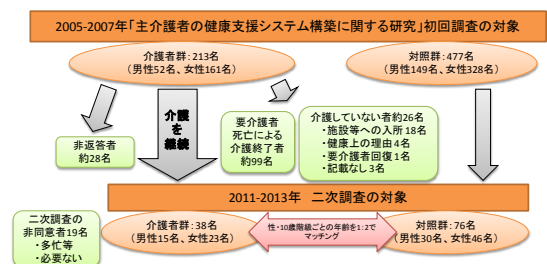 2005-2007年｢主介護者の健康支援システム構築に関する研究｣初回調査の対象
介護者群：213名
（男性52名、女性161名）
対照群：477名
（男性149名、女性328名）
非返答者
約28名
介護
を
継続
要介護者
死亡による
介護終了者
約99名
介護していない者約26名
・施設等への入所 18名
・健康上の理由 4名
・要介護者回復 1名
・記載なし 3名
2011-2013年 二次調査の対象
二次調査の
非同意者19名
・多忙等
・必要ない
介護者群：38名
（男性15名、女性23名）
性・10歳階級ごとの年齢を1：2で
マッチング
対照群：76名
（男性30名、女性46名）